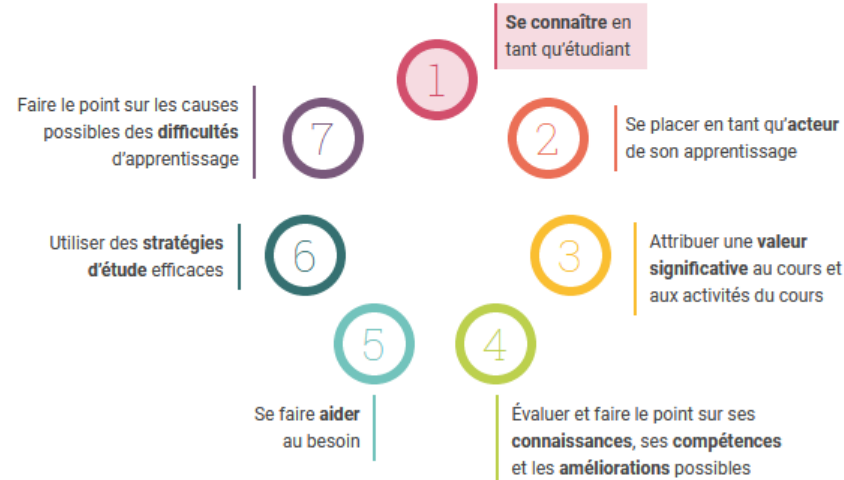 1
Se connaître en
tant qu'étudiant
2
Se placer en tant qu'acteur
de son apprentissage
3
Attribuer une valeur
significative au cours et
aux activités du cours
4
Évaluer et faire le point sur ses
connaissances, ses compétences
et les améliorations possibles
5
Se faire aider
au besoin
6
Utiliser des stratégies
d'étude efficaces
7
Faire le point sur les causes
possibles des difficultés
d'apprentissage